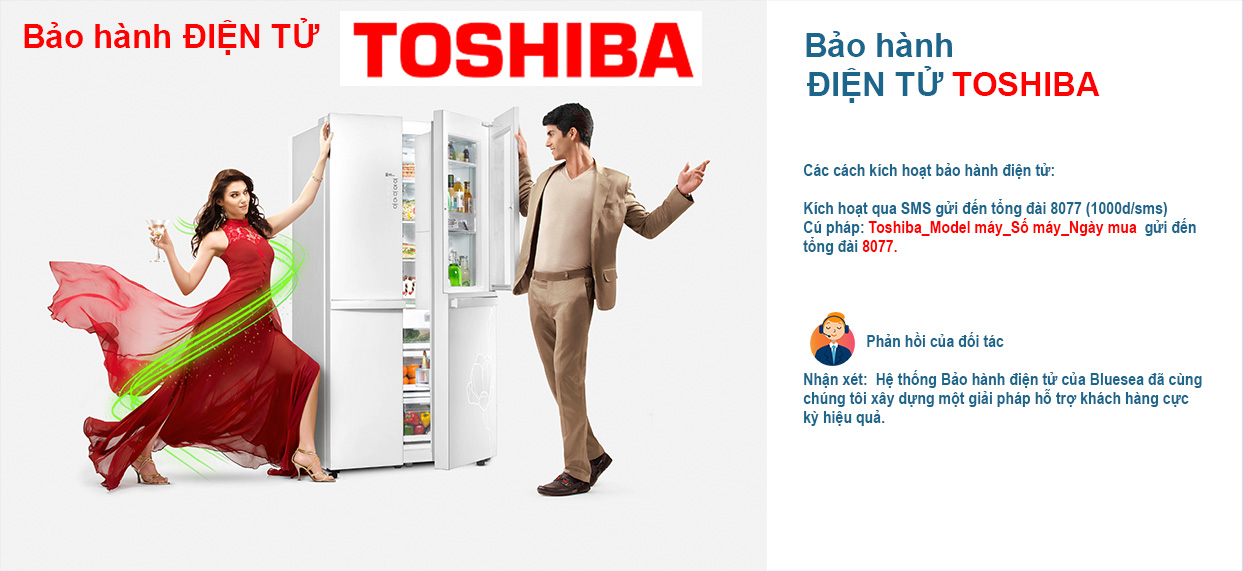 Bảo hành ĐIỆN TỬ
TOSHIBA
Bảo hành
ĐIỆN TỬ TOSHIBA
Các cách kích hoạt bảo hành điện tử:
Kích hoạt qua SMS gửi đến tổng đài 8077 (1000d/sms)
Cú pháp: Toshiba_Model máy_Số máy_Ngày mua gửi đến
tổng đài 8077.
Phản hồi của đối tác
Nhận xét: Hệ thống Bảo hành điện tử của Bluesea đã cùng
chúng tôi xây dựng một giải pháp hỗ trợ khách hàng cực
kỳ hiệu quả.